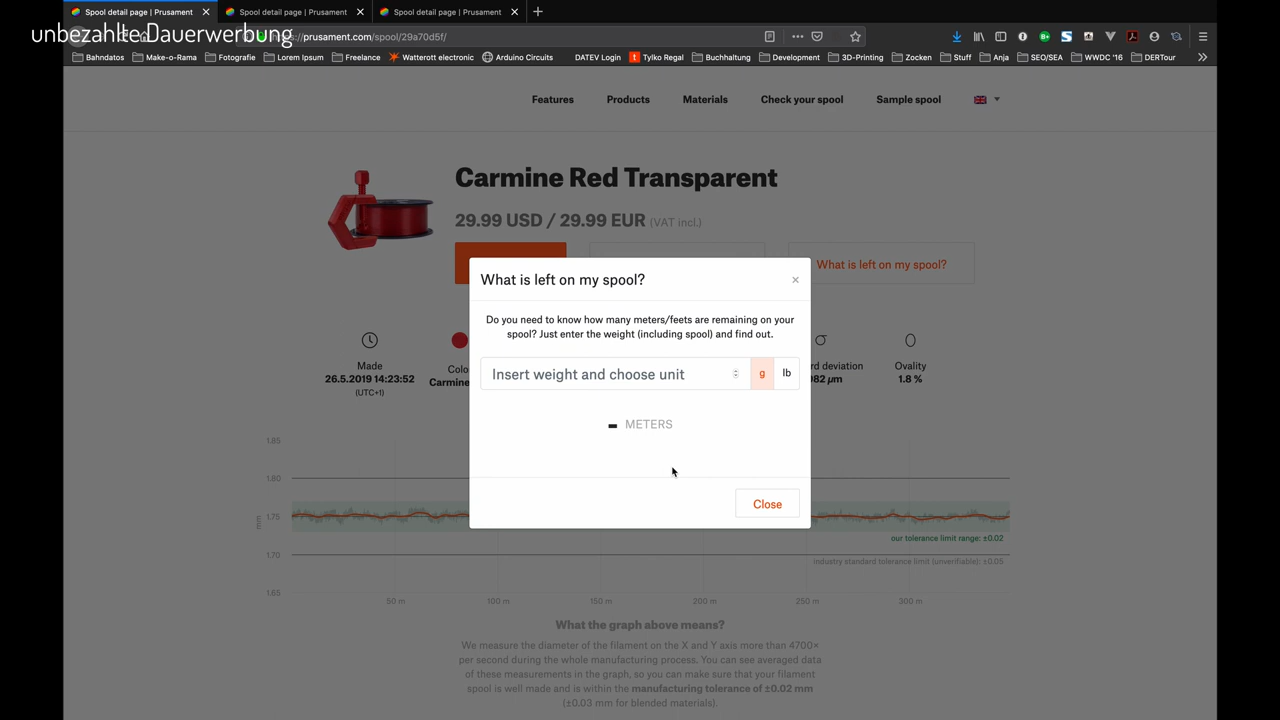 Spool detail page | Prusament
Spool detail page | Prusament
Spool detail page | Prusament
unbezahlte Dauerwerbung
prusament.com/spool/29a70d5f/
Bahndatos
Make-o-Rama
Fotografie
Lorem Ipsum
Freelance
Watterott electronic
Arduino Circuits
DATEV Login
Tylko Regal
Buchhaltung
Development
3D-Printing
Zocken
Stuff
Anja
SEO/SEA
WWDC '16
DERTour
Features
Products
Materials
Check your spool
Sample spool
Carmine Red Transparent
29.99 USD / 29.99 EUR (VAT incl.)
What is left on my spool?
What is left on my spool?
×
Do you need to know how many meters/feets are remaining on your
spool? Just enter the weight (including spool) and find out.
Insert weight and choose unit
g
lb
- METERS
Close
Made
26.5.2019 14:23:52
(UTC+1)
Colo
Carmine
d deviation
082 µm
Ovality
1.8 %
1.85
1.80
1.75
1.70
1.65
mm
our tolerance limit range: ±0.02
industry standard tolerance limit (unverifiable): ±0.05
50 m
100 m
150 m
200 m
250 m
300 m
What the graph above means?
We measure the diameter of the filament on the X and Y axis more than 4700×
per second during the whole manufacturing process. You can see averaged data
of these measurements in the graph, so you can make sure that your filament
spool is well made and is within the manufacturing tolerance of ±0.02 mm
(±0.03 mm for blended materials).